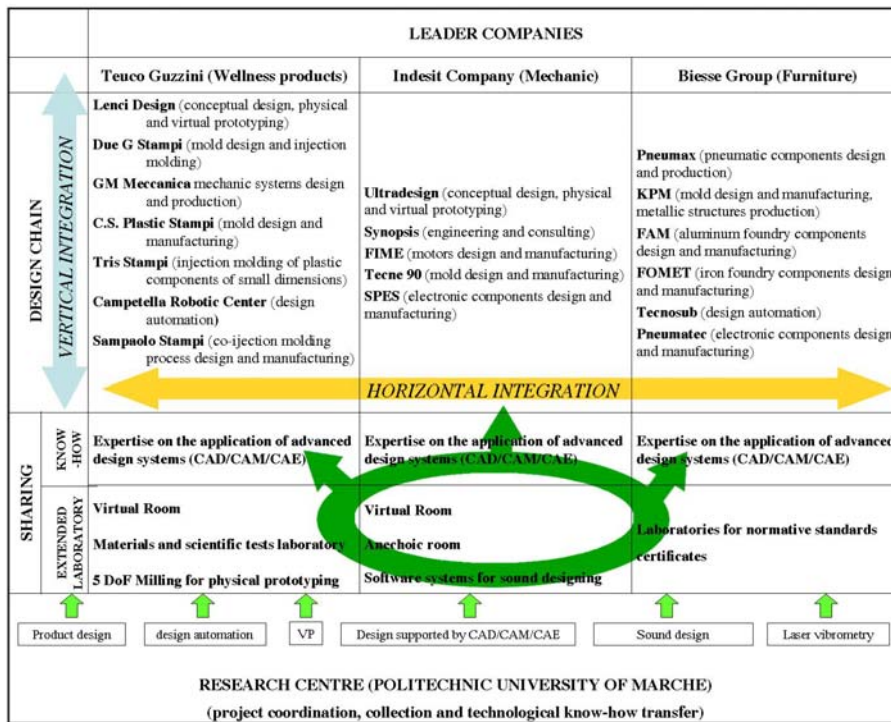 LEADER COMPANIES
Teuco Guzzini (Wellness products)
Indesit Company (Mechanic)
Biesse Group (Furniture)
DESIGN CHAIN
VERTICAL INTEGRATION
Lenci Design (conceptual design, physical
and virtual prototyping)
Due G Stampi (mold design and injection
molding)
GM Meccanica mechanic systems design
and production)
C.S. Plastic Stampi (mold design and
manufacturing)
Tris Stampi (injection molding of plastic
components of small dimensions)
Campetella Robotic Center (design
automation)
Sampaolo Stampi (co-ijection molding
process design and manufacturing)
Ultradesign (conceptual design, physical
and virtual prototyping)
Synopsis (engineering and consulting)
FIME (motors design and manufacturing)
Tecne 90 (mold design and manufacturing)
SPES (electronic components design and
manufacturing)
Pneumax (pneumatic components design
and production)
KPM (mold design and manufacturing,
metallic structures production)
FAM (aluminum foundry components
design and manufacturing)
FOMET (iron foundry components design
and manufacturing)
Tecnosub (design automation)
Pneumatec (electronic components design
and manufacturing)
HORIZONTAL INTEGRATION
SHARING
KNOW
-HOW
Expertise on the application of advanced
design systems (CAD/CAM/CAE)
Expertise on the application of advanced
design systems (CAD/CAM/CAE)
Expertise on the application of advanced
design systems (CAD/CAM/CAE)
EXTENDED
LABORATORY
Virtual Room
Materials and scientific tests laboratory
5 DoF Milling for physical prototyping
Virtual Room
Anechoic room
Software systems for sound designing
Laboratories for normative standards
certificates
Product design
design automation
VP
Design supported by CAD/CAM/CAE
Sound design
Laser vibrometry
RESEARCH CENTRE (POLITECHNIC UNIVERSITY OF MARCHE)
(project coordination, collection and technological know-how transfer)